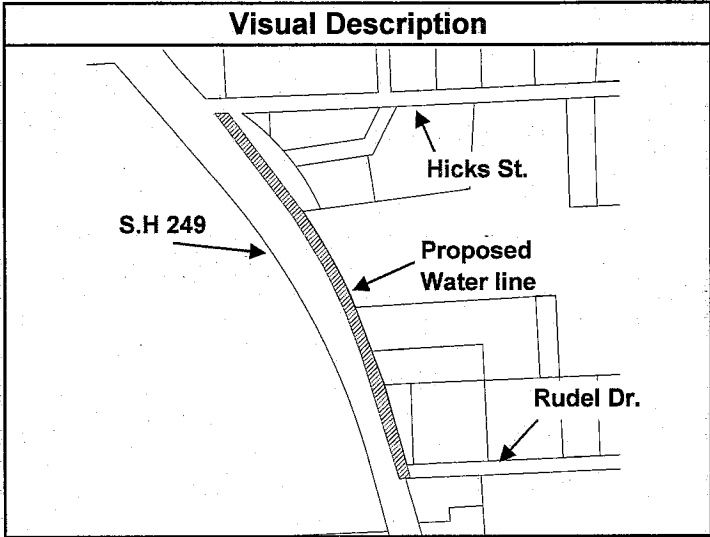 Visual Description
Hicks St.
S.H 249
Proposed
Water line
Rudel Dr.